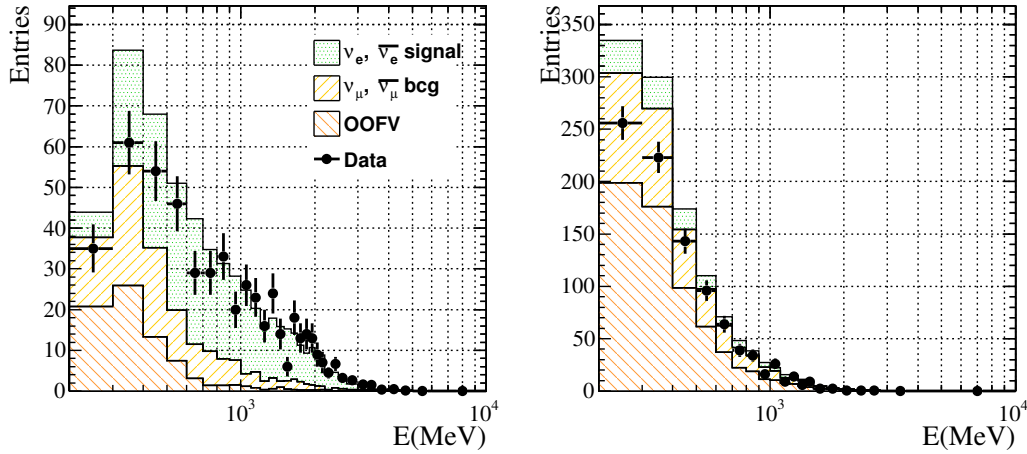 Entries
90
80
70
60
50
40
30
20
10
0
νe, ν̅e signal
νμ, ν̅μ bcg
OOFV
Data
10³ 10⁴
E(MeV)
Entries
350
300
250
200
150
100
50
0
10³ 10⁴
E(MeV)